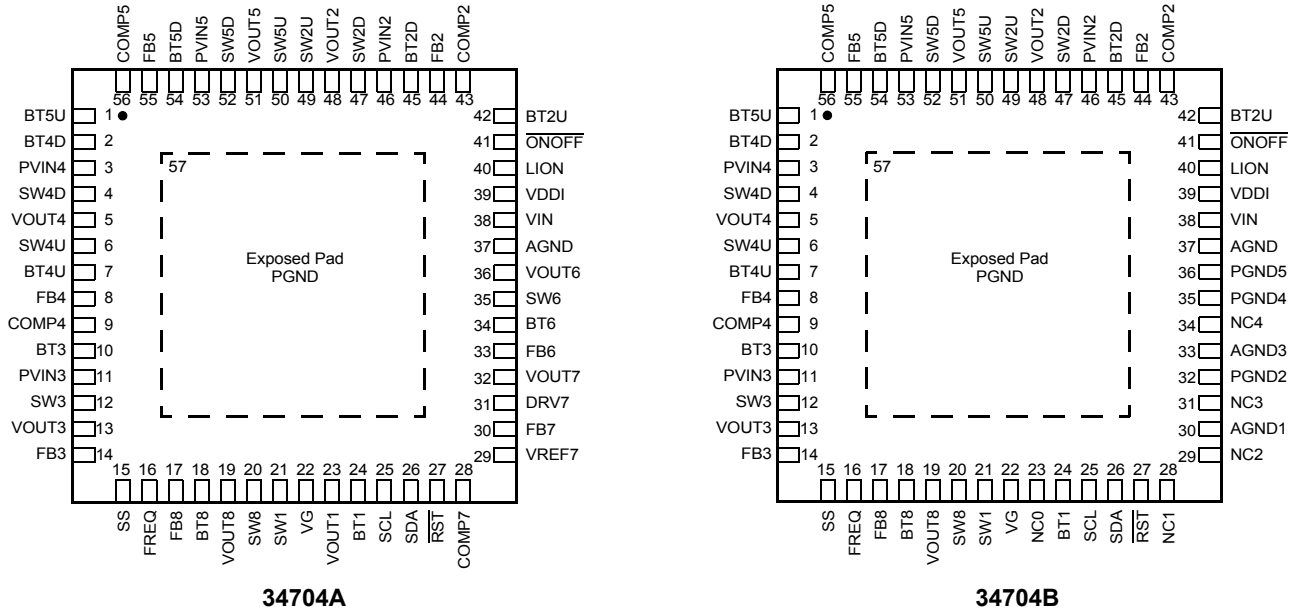 COMP5
FB5
BT5D
PVIN5
SW5D
VOUT5
SW5U
SW2U
VOUT2
SW2D
PVIN2
BT2D
FB2
COMP2
56 55 54 53 52 51 50 49 48 47 46 45 44 43
BT5U 1
BT4D 2
PVIN4 3
SW4D 4
VOUT4 5
SW4U 6
BT4U 7
FB4 8
COMP4 9
BT3 10
PVIN3 11
SW3 12
VOUT3 13
FB3 14
57
Exposed Pad
PGND
42 BT2U
41 ONOFF
40 LION
39 VDDI
38 VIN
37 AGND
36 VOUT6
35 SW6
34 BT6
33 FB6
32 VOUT7
31 DRV7
30 FB7
29 VREF7
15 16 17 18 19 20 21 22 23 24 25 26 27 28
SS
FREQ
FB8
BT8
VOUT8
SW8
SW1
VG
VOUT1
BT1
SCL
SDA
RST
COMP7
34704A
COMP5
FB5
BT5D
PVIN5
SW5D
VOUT5
SW5U
SW2U
VOUT2
SW2D
PVIN2
BT2D
FB2
COMP2
56 55 54 53 52 51 50 49 48 47 46 45 44 43
BT5U 1
BT4D 2
PVIN4 3
SW4D 4
VOUT4 5
SW4U 6
BT4U 7
FB4 8
COMP4 9
BT3 10
PVIN3 11
SW3 12
VOUT3 13
FB3 14
57
Exposed Pad
PGND
42 BT2U
41 ONOFF
40 LION
39 VDDI
38 VIN
37 AGND
36 PGND5
35 PGND4
34 NC4
33 AGND3
32 PGND2
31 NC3
30 AGND1
29 NC2
15 16 17 18 19 20 21 22 23 24 25 26 27 28
SS
FREQ
FB8
BT8
VOUT8
SW8
SW1
VG
NC0
BT1
SCL
SDA
RST
NC1
34704B